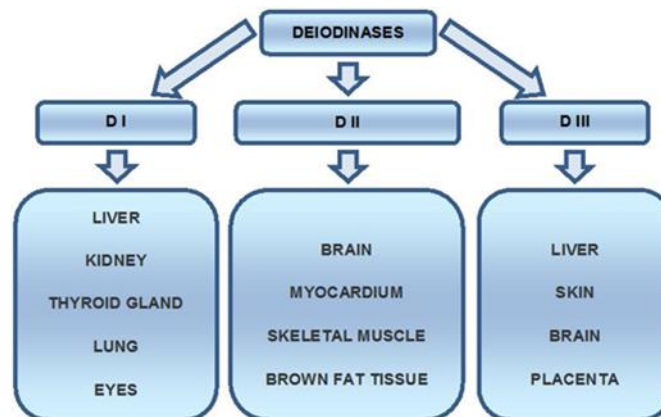 DEIODINASES
D I
D II
D III
LIVER
KIDNEY
THYROID GLAND
LUNG
EYES
BRAIN
MYOCARDIUM
SKELETAL MUSCLE
BROWN FAT TISSUE
LIVER
SKIN
BRAIN
PLACENTA